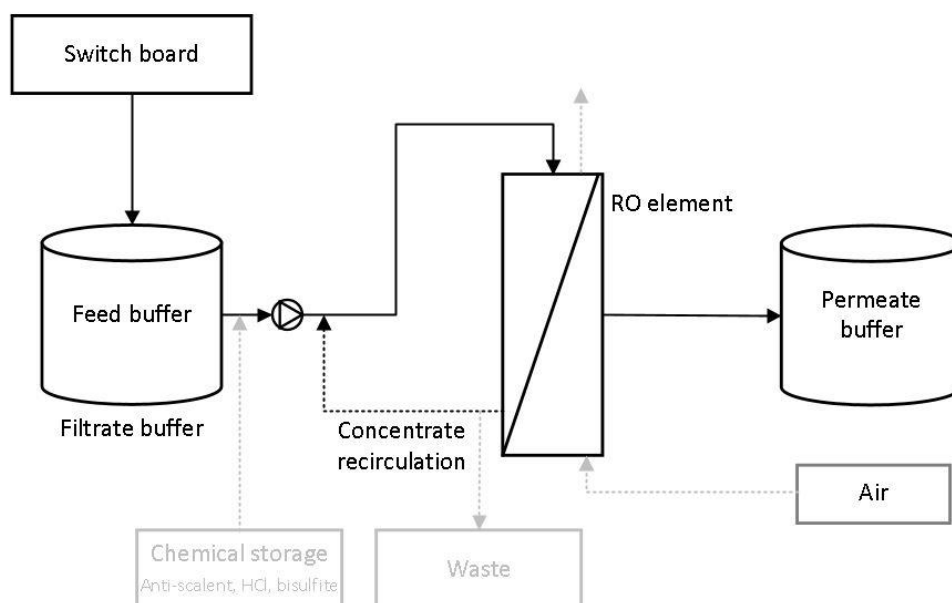 Switch board
RO element
Feed buffer
Permeate
buffer
Filtrate buffer
Concentrate
recirculation
Air
Chemical storage
Anti-scalent, HCl, bisulfite
Waste